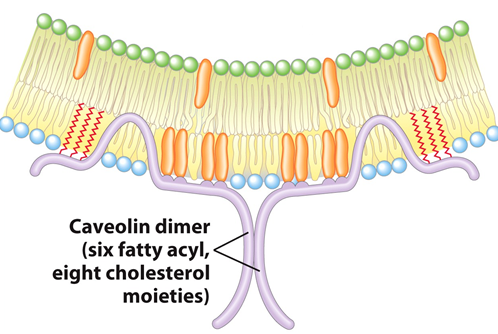 Caveolin dimer
(six fatty acyl,
eight cholesterol
moieties)